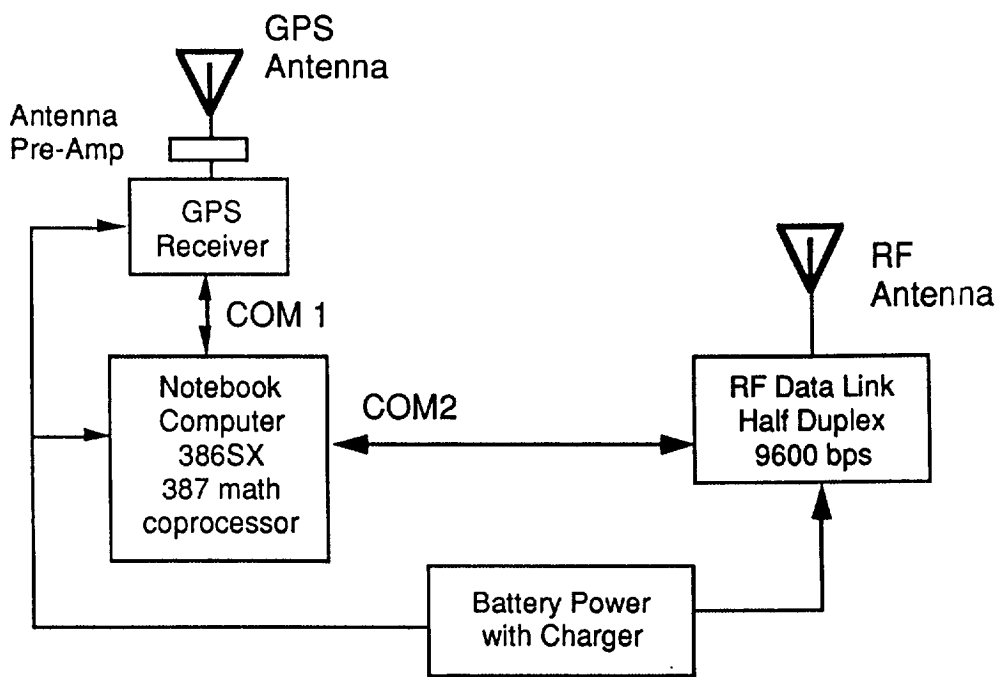 GPS
Antenna
Antenna
Pre-Amp
GPS
Receiver
COM 1
RF
Antenna
Notebook
Computer
386SX
387 math
coprocessor
COM2
RF Data Link
Half Duplex
9600 bps
Battery Power
with Charger